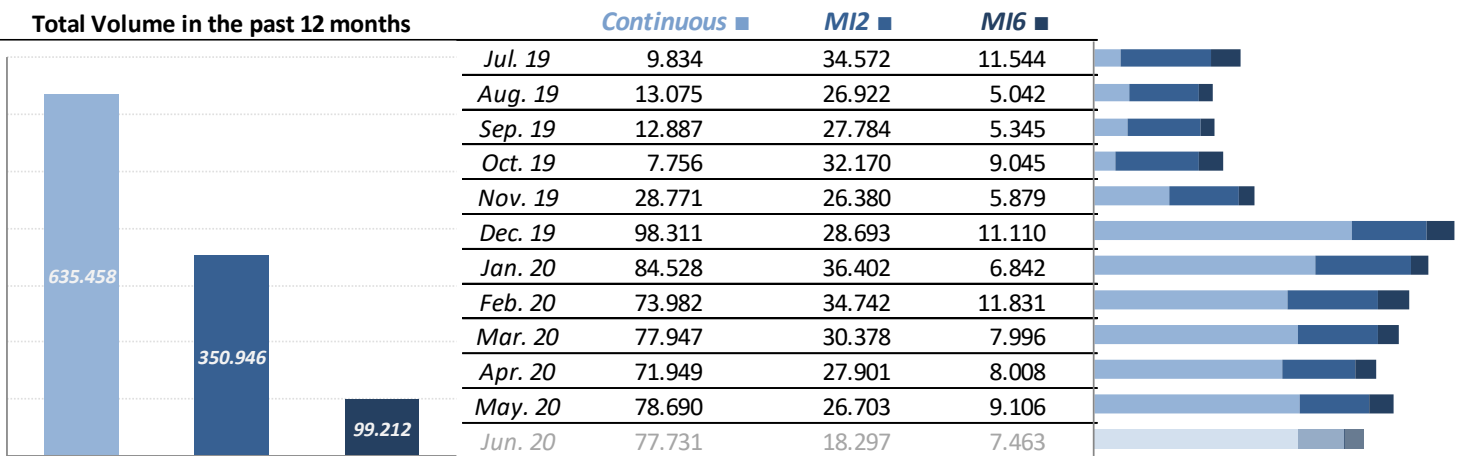 Total Volume in the past 12 months Continuous MI2 MI6
Jul. 19 9.834 34.572 11.544
Aug. 19 13.075 26.922 5.042
Sep. 19 12.887 27.784 5.345
Oct. 19 7.756 32.170 9.045
Nov. 19 28.771 26.380 5.879
Dec. 19 98.311 28.693 11.110
635.458 Jan. 20 84.528 36.402 6.842
Feb. 20 73.982 34.742 11.831
Mar. 20 77.947 30.378 7.996
350.946 Apr. 20 71.949 27.901 8.008
May. 20 78.690 26.703 9.106
99.212 Jun. 20 77.731 18.297 7.463